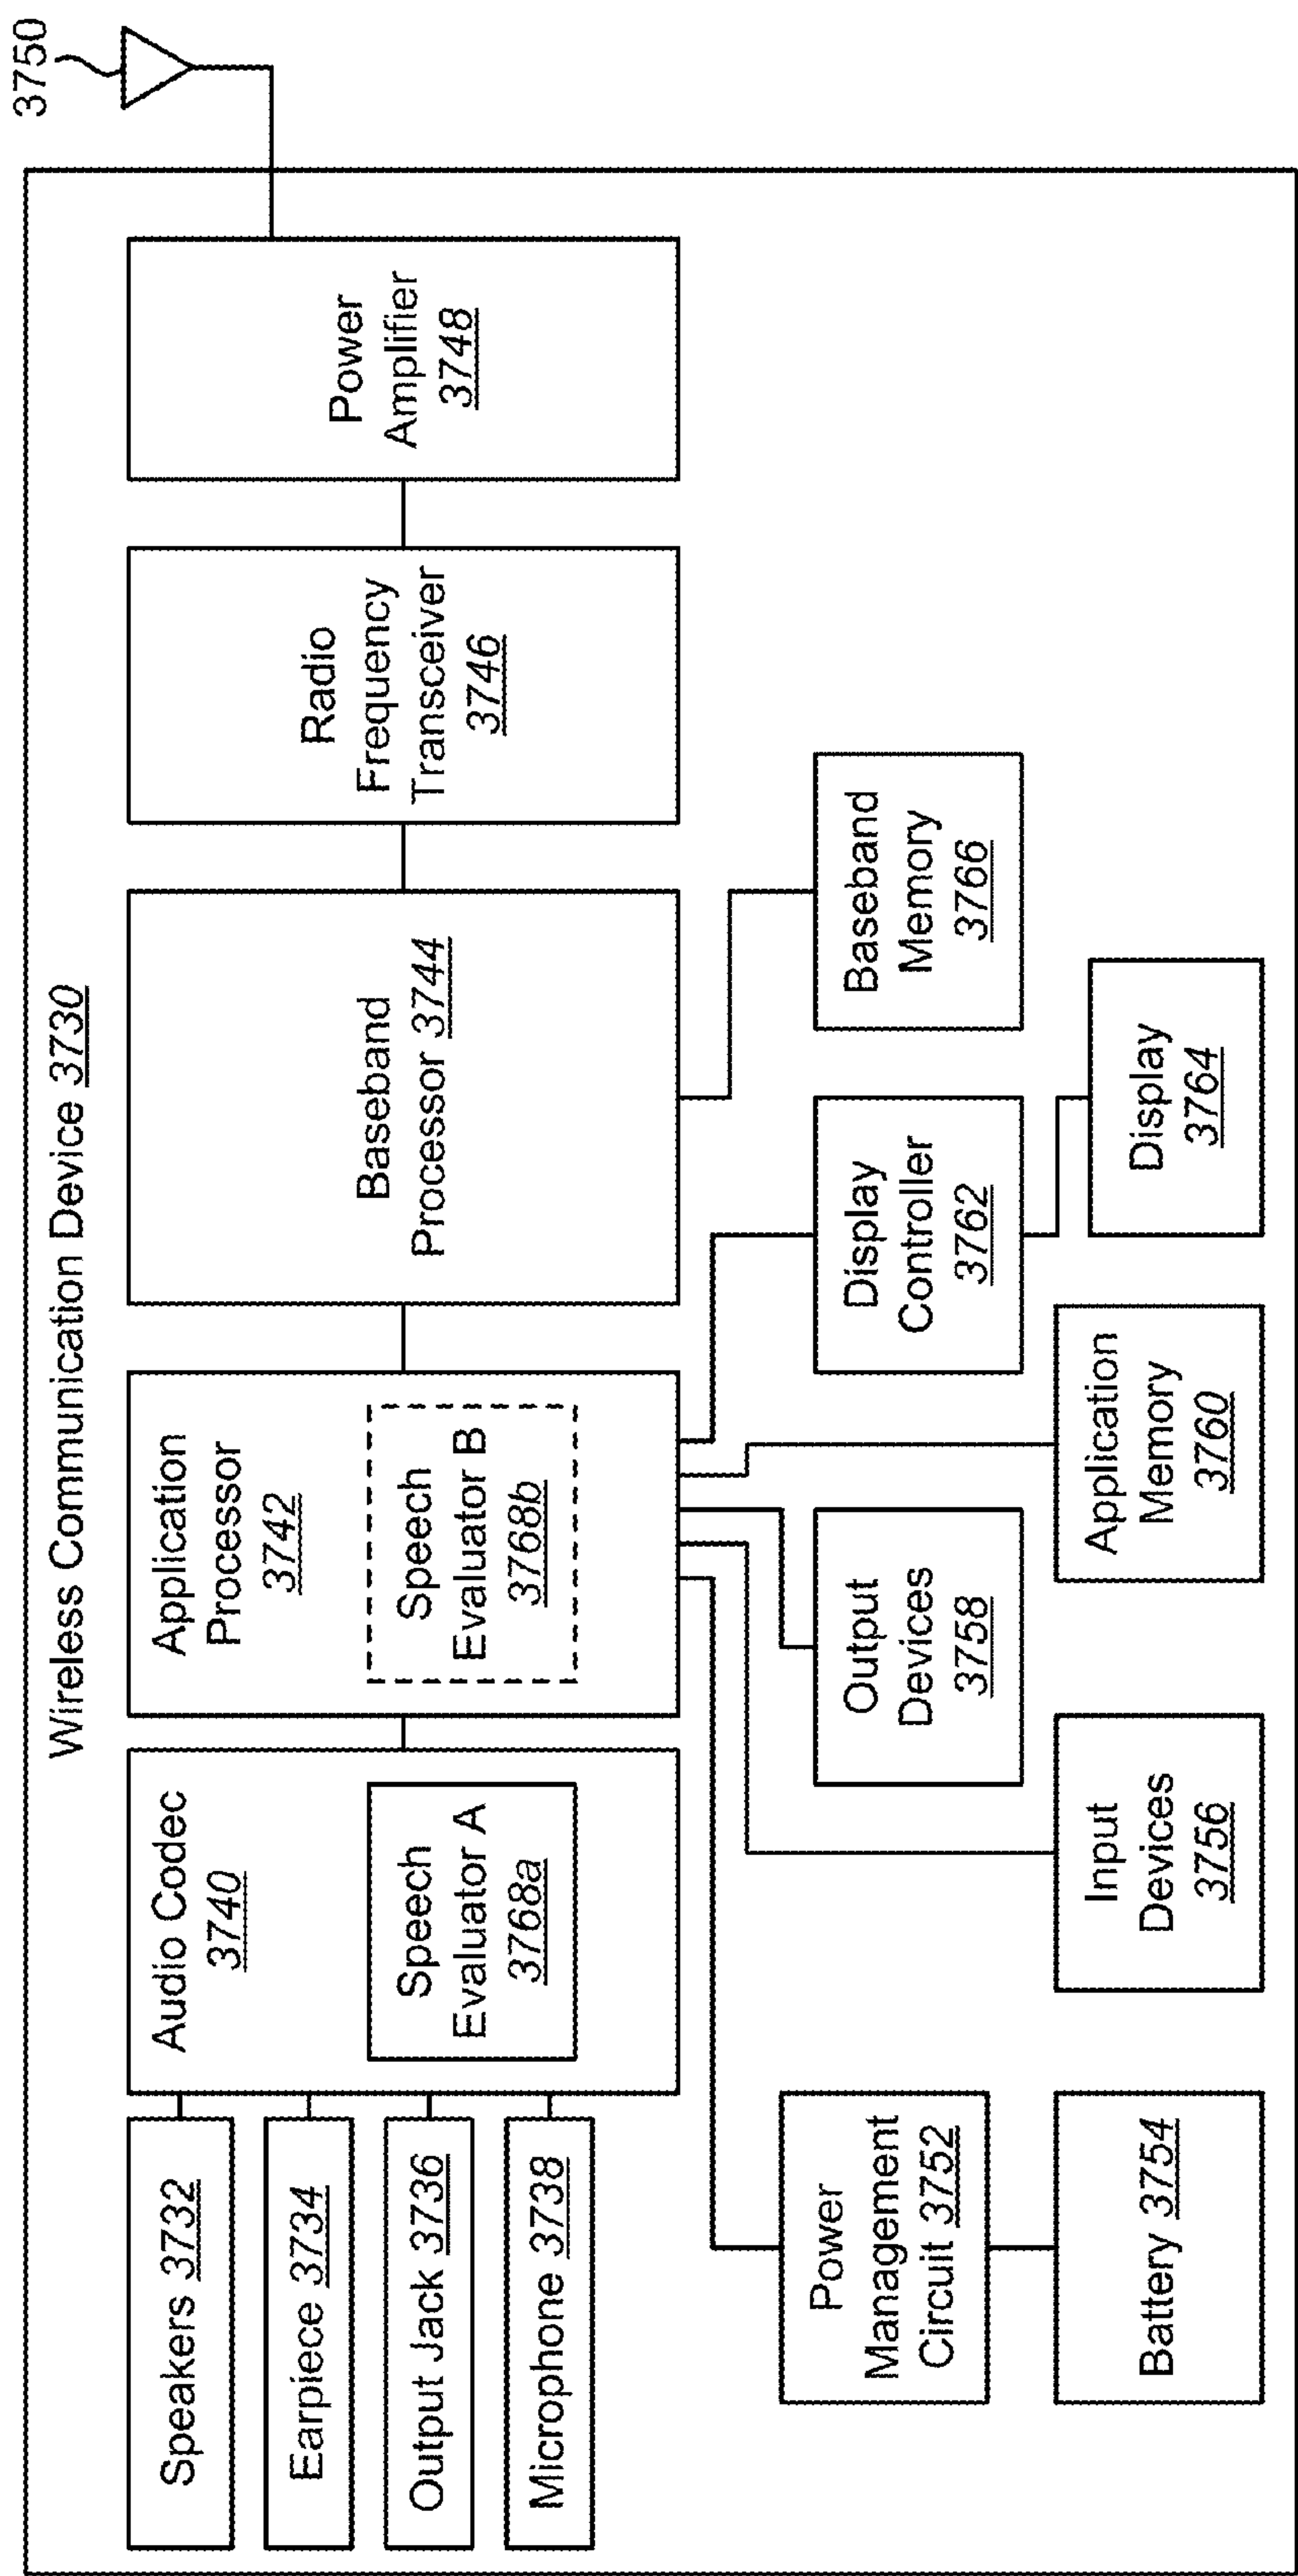 Wireless Communication Device 3730
3750
Speakers 3732
Earpiece 3734
Output Jack 3736
Microphone 3738
Audio Codec
3740
Speech
Evaluator A
3768a
Application
Processor
3742
Speech
Evaluator B
3768b
Baseband
Processor 3744
Radio
Frequency
Transceiver
3746
Power
Amplifier
3748
Power
Management
Circuit 3752
Battery 3754
Input
Devices
3756
Output
Devices
3758
Application
Memory
3760
Display
Controller
3762
Display
3764
Baseband
Memory
3766